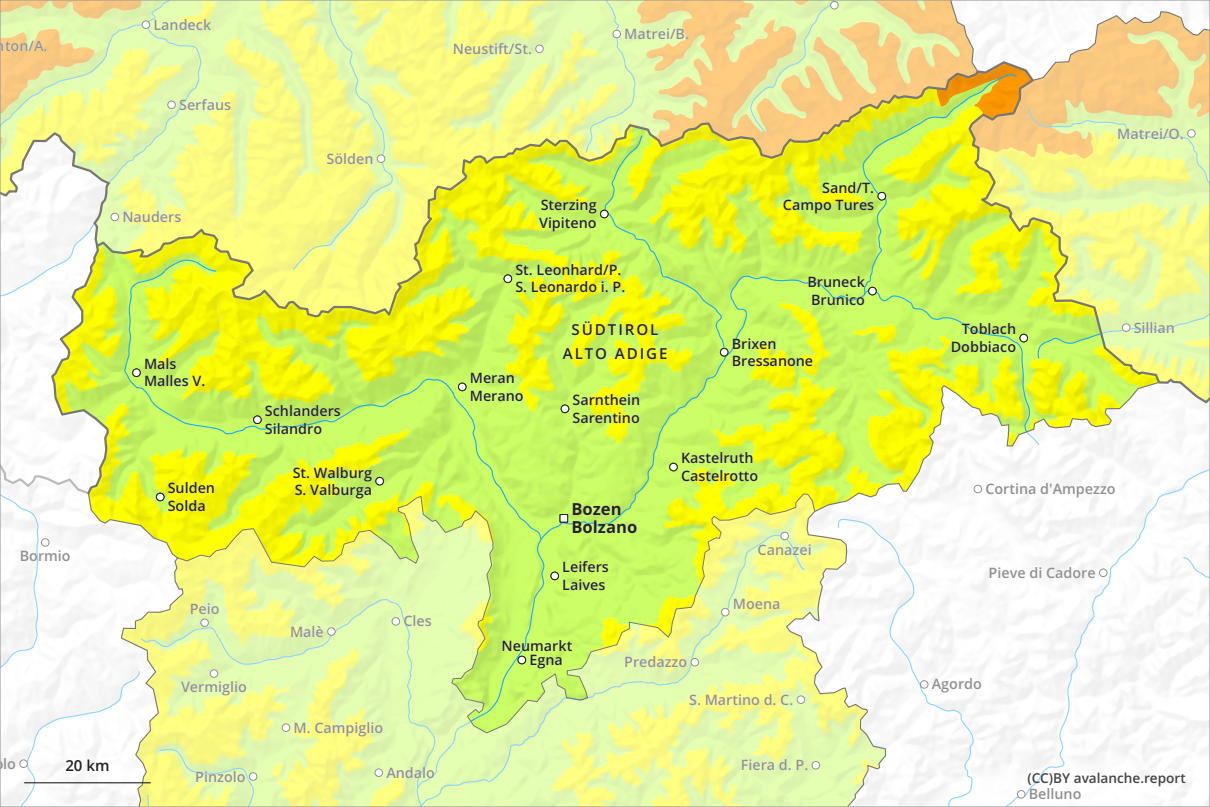 Landeck
Matrei/B.
Neustift/St.
Serfaus
Matrei/O.
Sölden
Sand/T.
Campo Tures
Sterzing
Vipiteno
Nauders
St. Leonhard/P.
S. Leonardo i. P.
Bruneck
Brunico
SÜDTIROL
ALTO ADIGE
Toblach
Dobbiaco
Sillian
Brixen
Bressanone
Mals
Malles V.
Meran
Merano
Sarnthein
Sarentino
Schlanders
Silandro
Kastelruth
Castelrotto
St. Walburg
S. Valburga
Sulden
Solda
Cortina d'Ampezzo
Bozen
Bolzano
Bormio
Canazei
Leifers
Laives
Pieve di Cadore
Peio
Moena
Cles
Malè
Neumarkt
Egna
Predazzo
Vermiglio
Agordo
S. Martino d. C.
M. Campiglio
Fiera d. P.
20 km
Pinzolo
Andalo
(CC)BY avalanche.report
Belluno